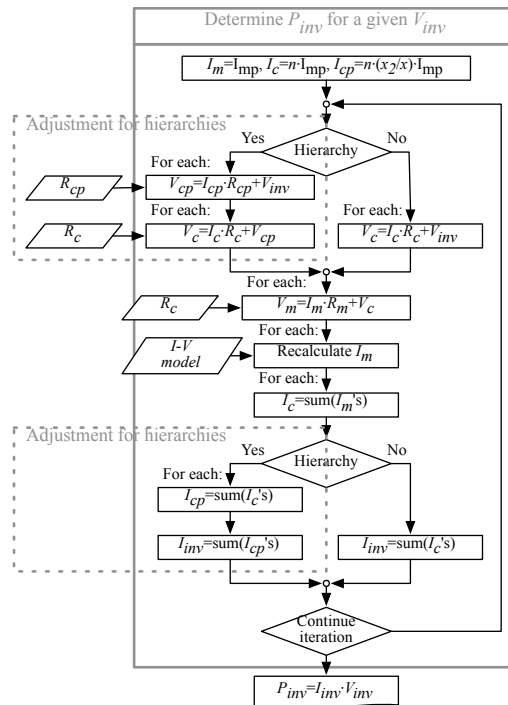 Determine P_inv for a given V_inv
I_m=I_mp, I_c=n·I_mp, I_cp=n·(x_2/x)·I_mp
Adjustment for hierarchies
Yes
No
Hierarchy
For each:
R_cp
V_cp=I_cp·R_cp+V_inv
For each:
R_c
V_c=I_c·R_c+V_cp
V_c=I_c·R_c+V_inv
For each:
R_c
V_m=I_m·R_m+V_c
For each:
I-V
model
Recalculate I_m
For each:
I_c=sum(I_m's)
Adjustment for hierarchies
Yes
No
Hierarchy
For each:
I_cp=sum(I_c's)
I_inv=sum(I_cp's)
I_inv=sum(I_c's)
Continue
iteration
P_inv=I_inv·V_inv